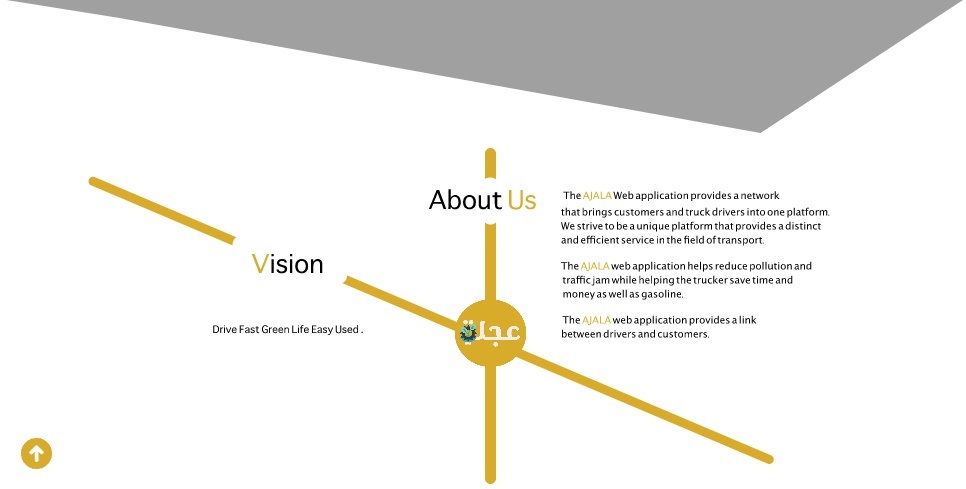 About Us
The AJALA Web application provides a network
that brings customers and truck drivers into one platform.
We strive to be a unique platform that provides a distinct
and efficient service in the field of transport.
The AJALA web application helps reduce pollution and
traffic jam while helping the trucker save time and
money as well as gasoline.
The AJALA web application provides a link
between drivers and customers.
Vision
Drive Fast Green Life Easy Used .
عجلة